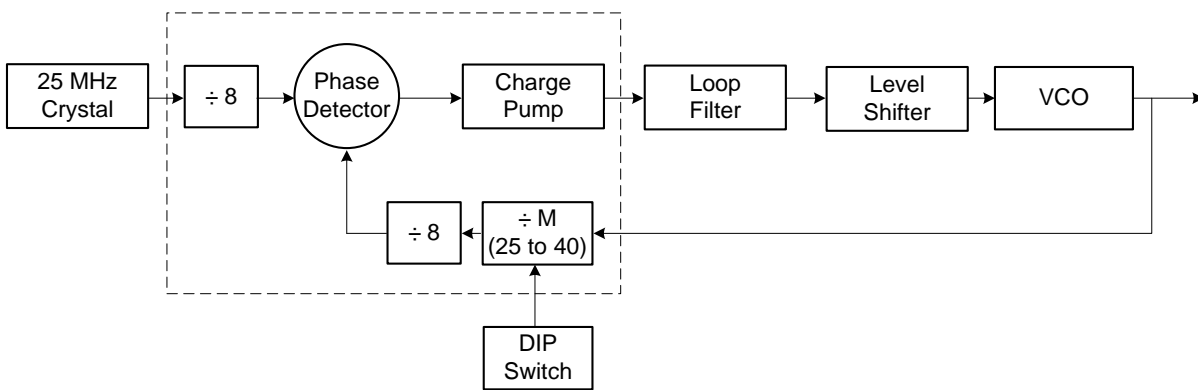 25 MHz
Crystal
÷ 8
Phase
Detector
Charge
Pump
Loop
Filter
Level
Shifter
VCO
÷ 8
÷ M
(25 to 40)
DIP
Switch